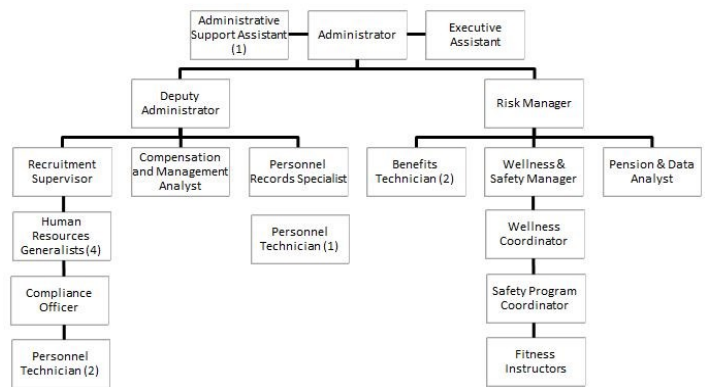 Administrative
Support Assistant
(1)
Administrator
Executive
Assistant
Deputy
Administrator
Risk Manager
Recruitment
Supervisor
Compensation
and Management
Analyst
Personnel
Records Specialist
Benefits
Technician (2)
Wellness &
Safety Manager
Pension & Data
Analyst
Human
Resources
Generalists (4)
Personnel
Technician (1)
Wellness
Coordinator
Compliance
Officer
Safety Program
Coordinator
Personnel
Technician (2)
Fitness
Instructors